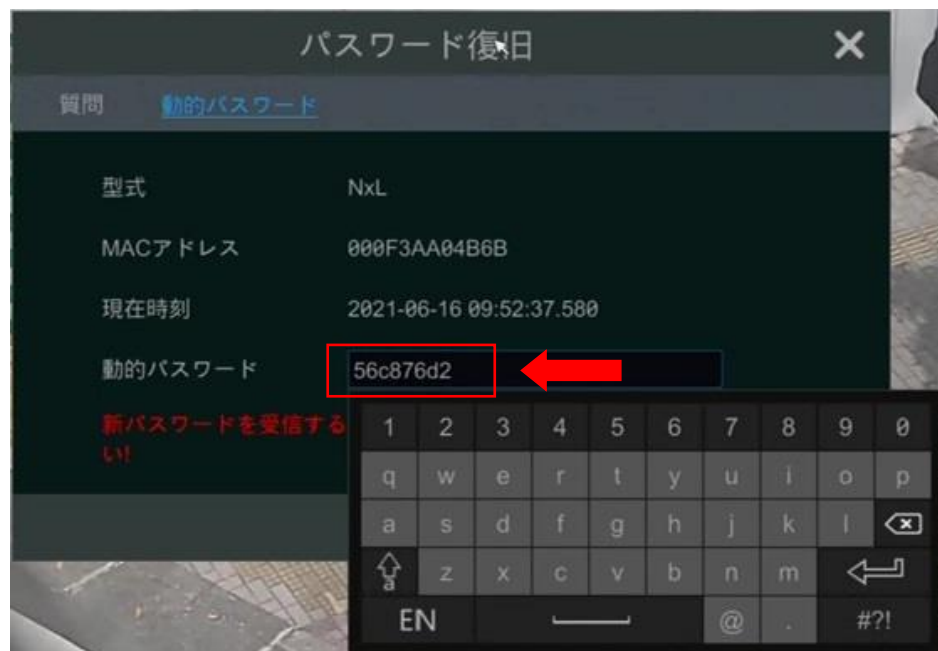 パスワード復旧
質問 動的パスワード
型式 NxL
MACアドレス 000F3AA04B6B
現在時刻 2021-06-16 09:52:37.580
動的パスワード 56c876d2
新パスワードを受信する
い!
1 2 3 4 5 6 7 8 9 0
q w e r t y u i o p
a s d f g h j k l
a z x c v b n m
EN @ . #?!